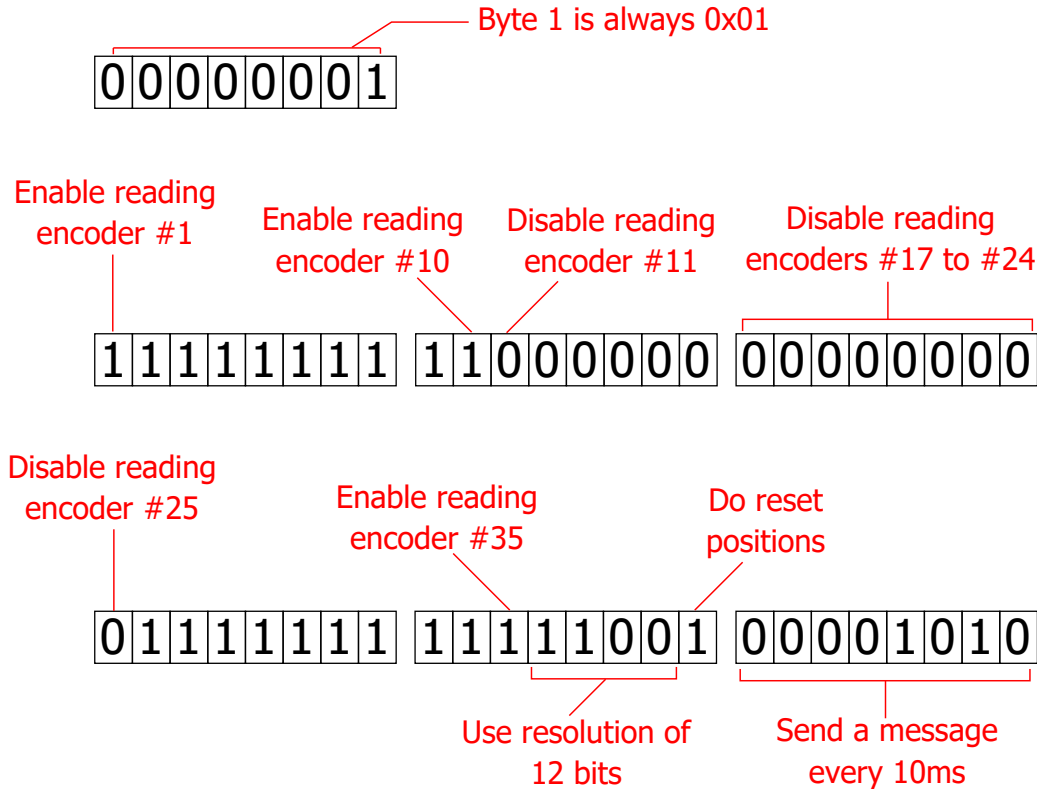 Byte 1 is always 0x01
00000001
Enable reading
encoder #1
Enable reading
encoder #10
Disable reading
encoder #11
Disable reading
encoders #17 to #24
11111111 11000000 00000000
Disable reading
encoder #25
Enable reading
encoder #35
Do reset
positions
01111111 11111001 00001010
Use resolution of
12 bits
Send a message
every 10ms